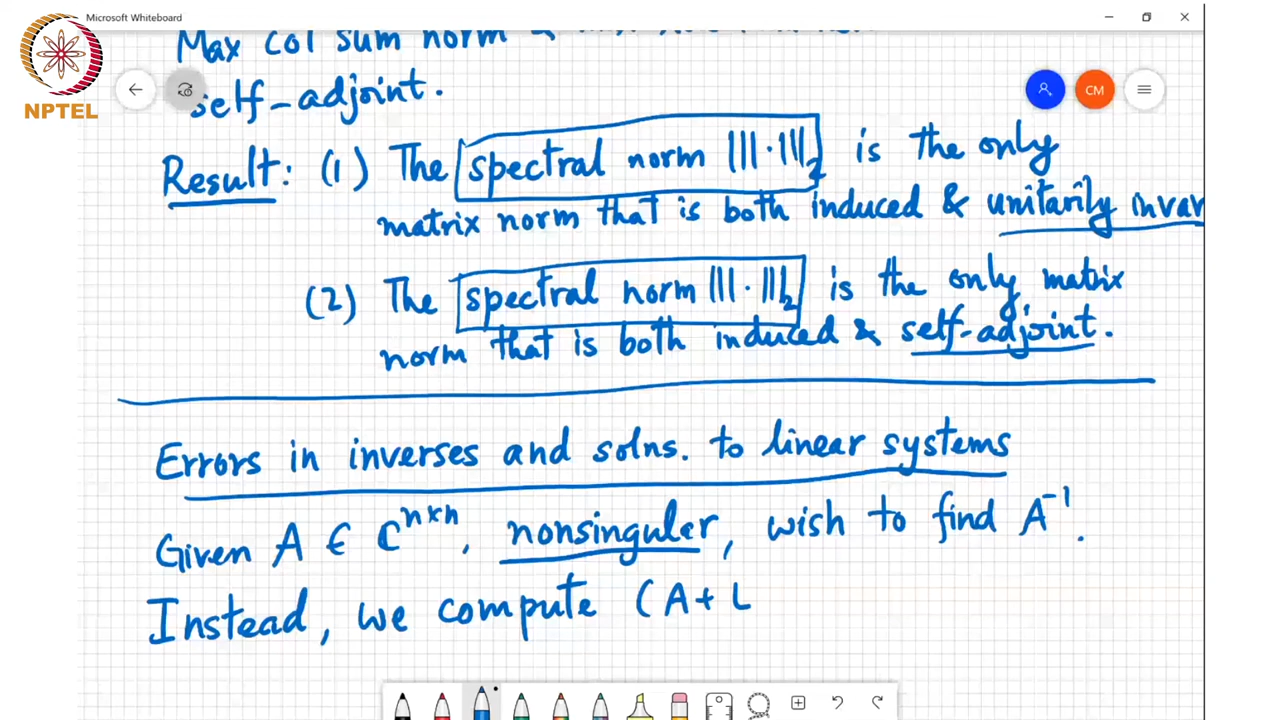 Microsoft Whiteboard
Max col sum norm &
self-adjoint.
NPTEL
CM
Result: (1) The spectral norm |||·|||₂ is the only
matrix norm that is both induced & unitarily invar
(2) The spectral norm |||·|||₂ is the only matrix
norm that is both induced & self-adjoint.
Errors in inverses and solns. to linear systems
Given A ∈ ℂⁿˣⁿ, nonsingular, wish to find A⁻¹.
Instead, we compute (A+